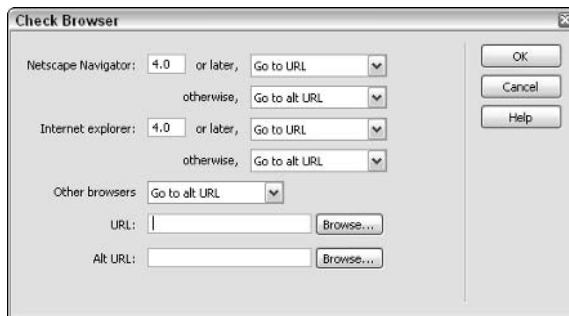 Check Browser
Netscape Navigator: 4.0 or later, Go to URL OK
otherwise, Go to alt URL Cancel
Internet explorer: 4.0 or later, Go to URL Help
otherwise, Go to alt URL
Other browsers Go to alt URL
URL: Browse...
Alt URL: Browse...